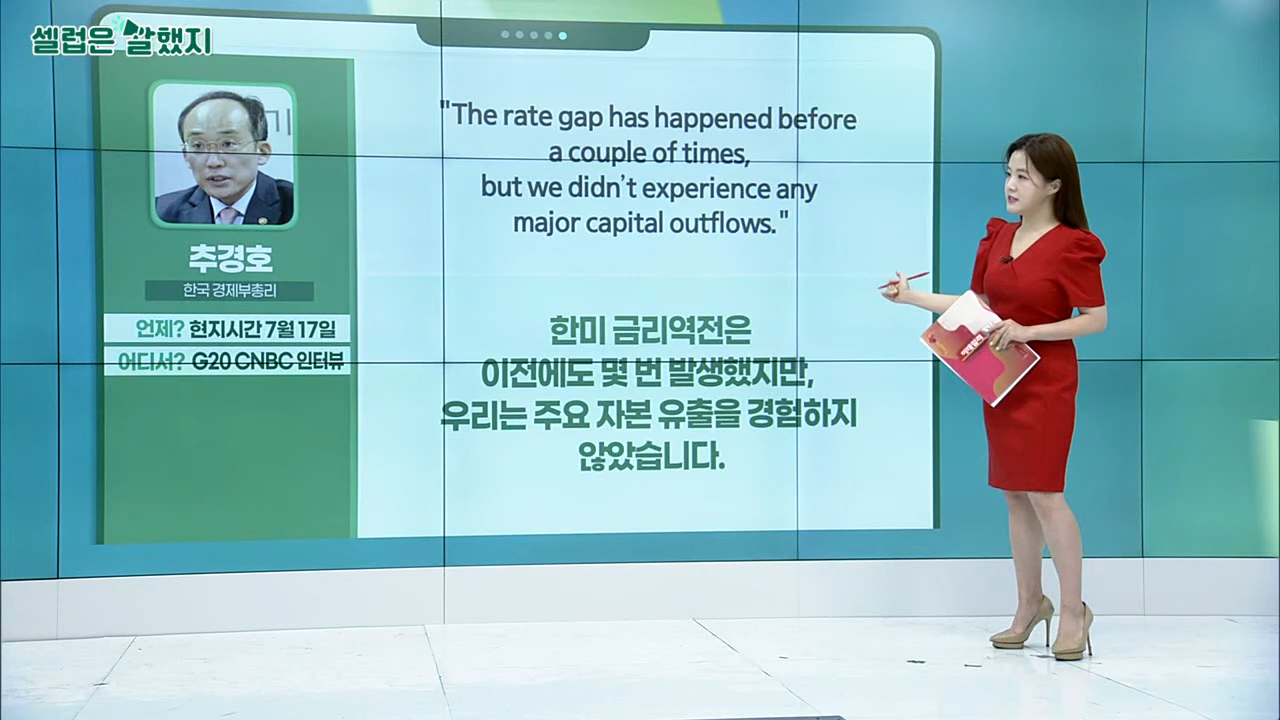 셀럽은 말했지
"The rate gap has happened before
a couple of times,
but we didn't experience any
major capital outflows."
추경호
한국 경제부총리
언제? 현지시간 7월 17일
어디서? G20 CNBC 인터뷰
한미 금리역전은
이전에도 몇 번 발생했지만,
우리는 주요 자본 유출을 경험하지
않았습니다.